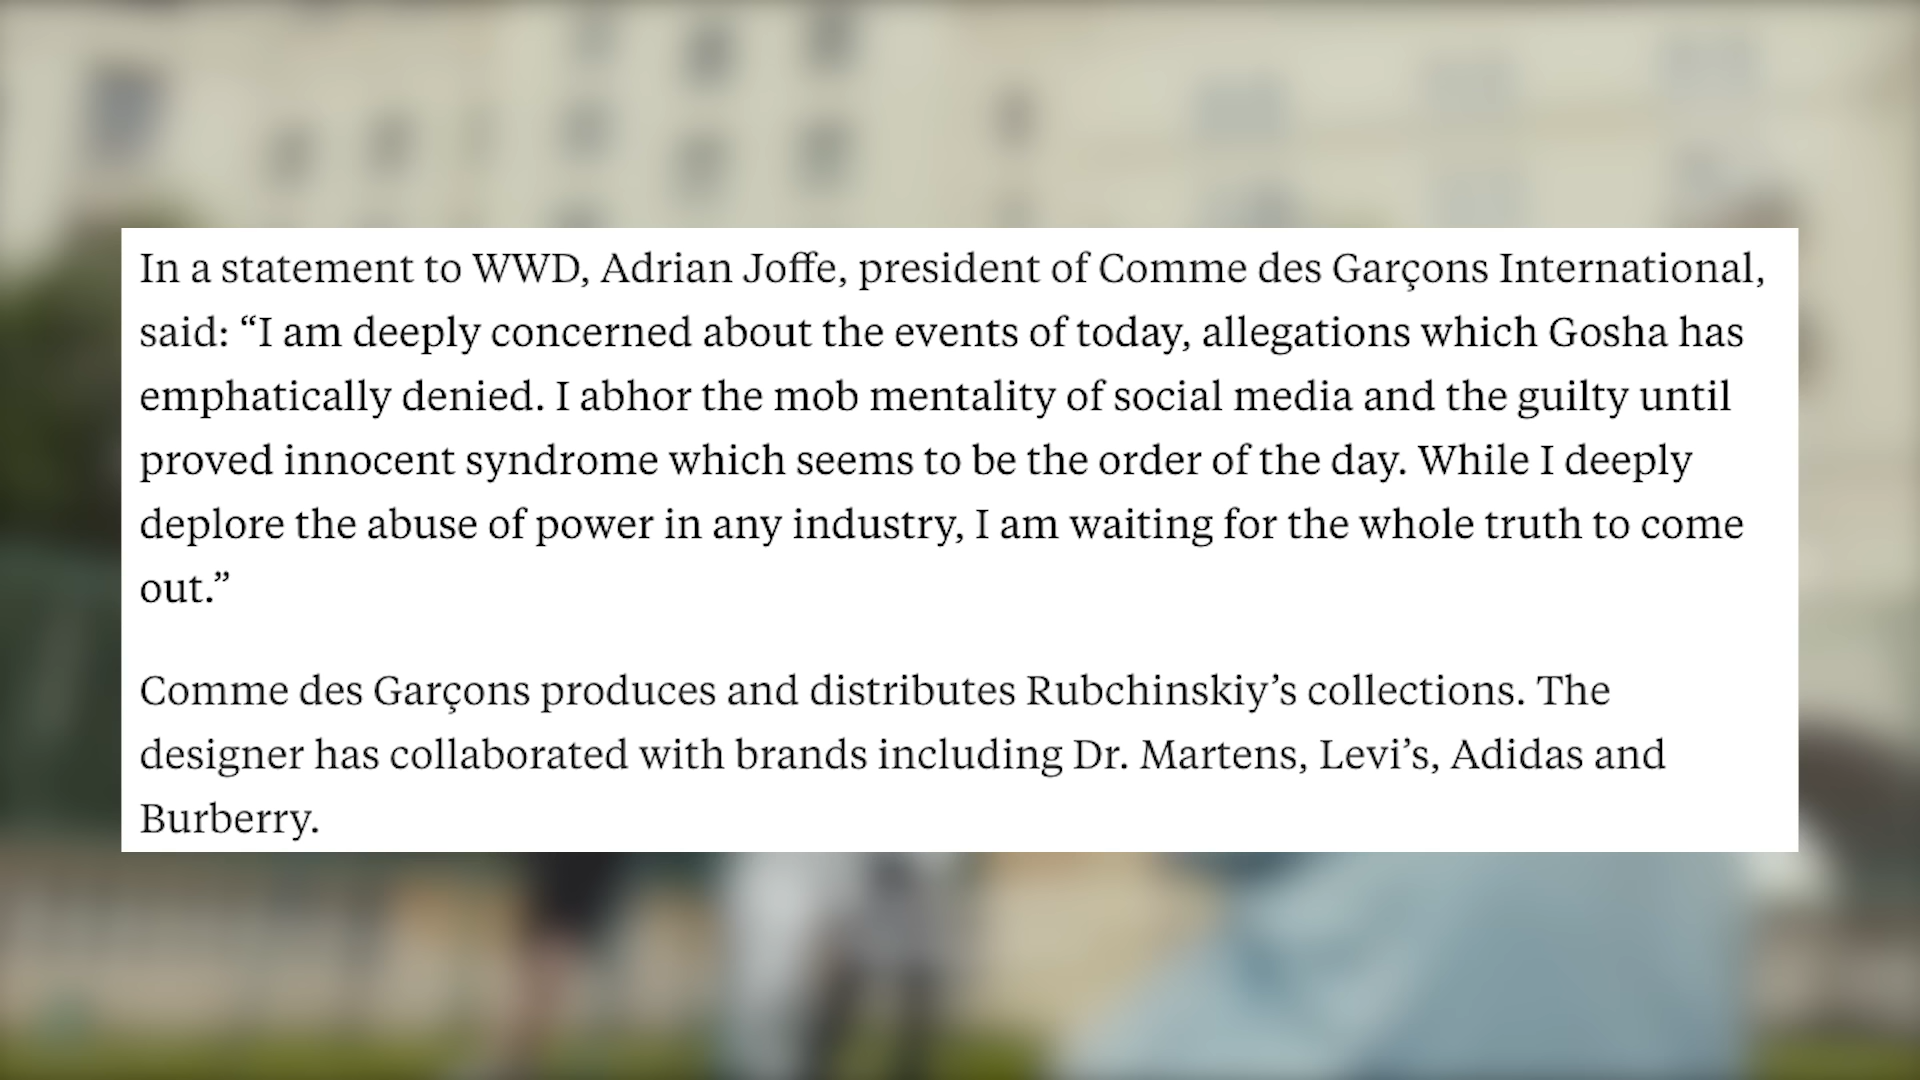 In a statement to WWD, Adrian Joffe, president of Comme des Garçons International,
said: “I am deeply concerned about the events of today, allegations which Gosha has
emphatically denied. I abhor the mob mentality of social media and the guilty until
proved innocent syndrome which seems to be the order of the day. While I deeply
deplore the abuse of power in any industry, I am waiting for the whole truth to come
out.”
Comme des Garçons produces and distributes Rubchinskiy’s collections. The
designer has collaborated with brands including Dr. Martens, Levi’s, Adidas and
Burberry.